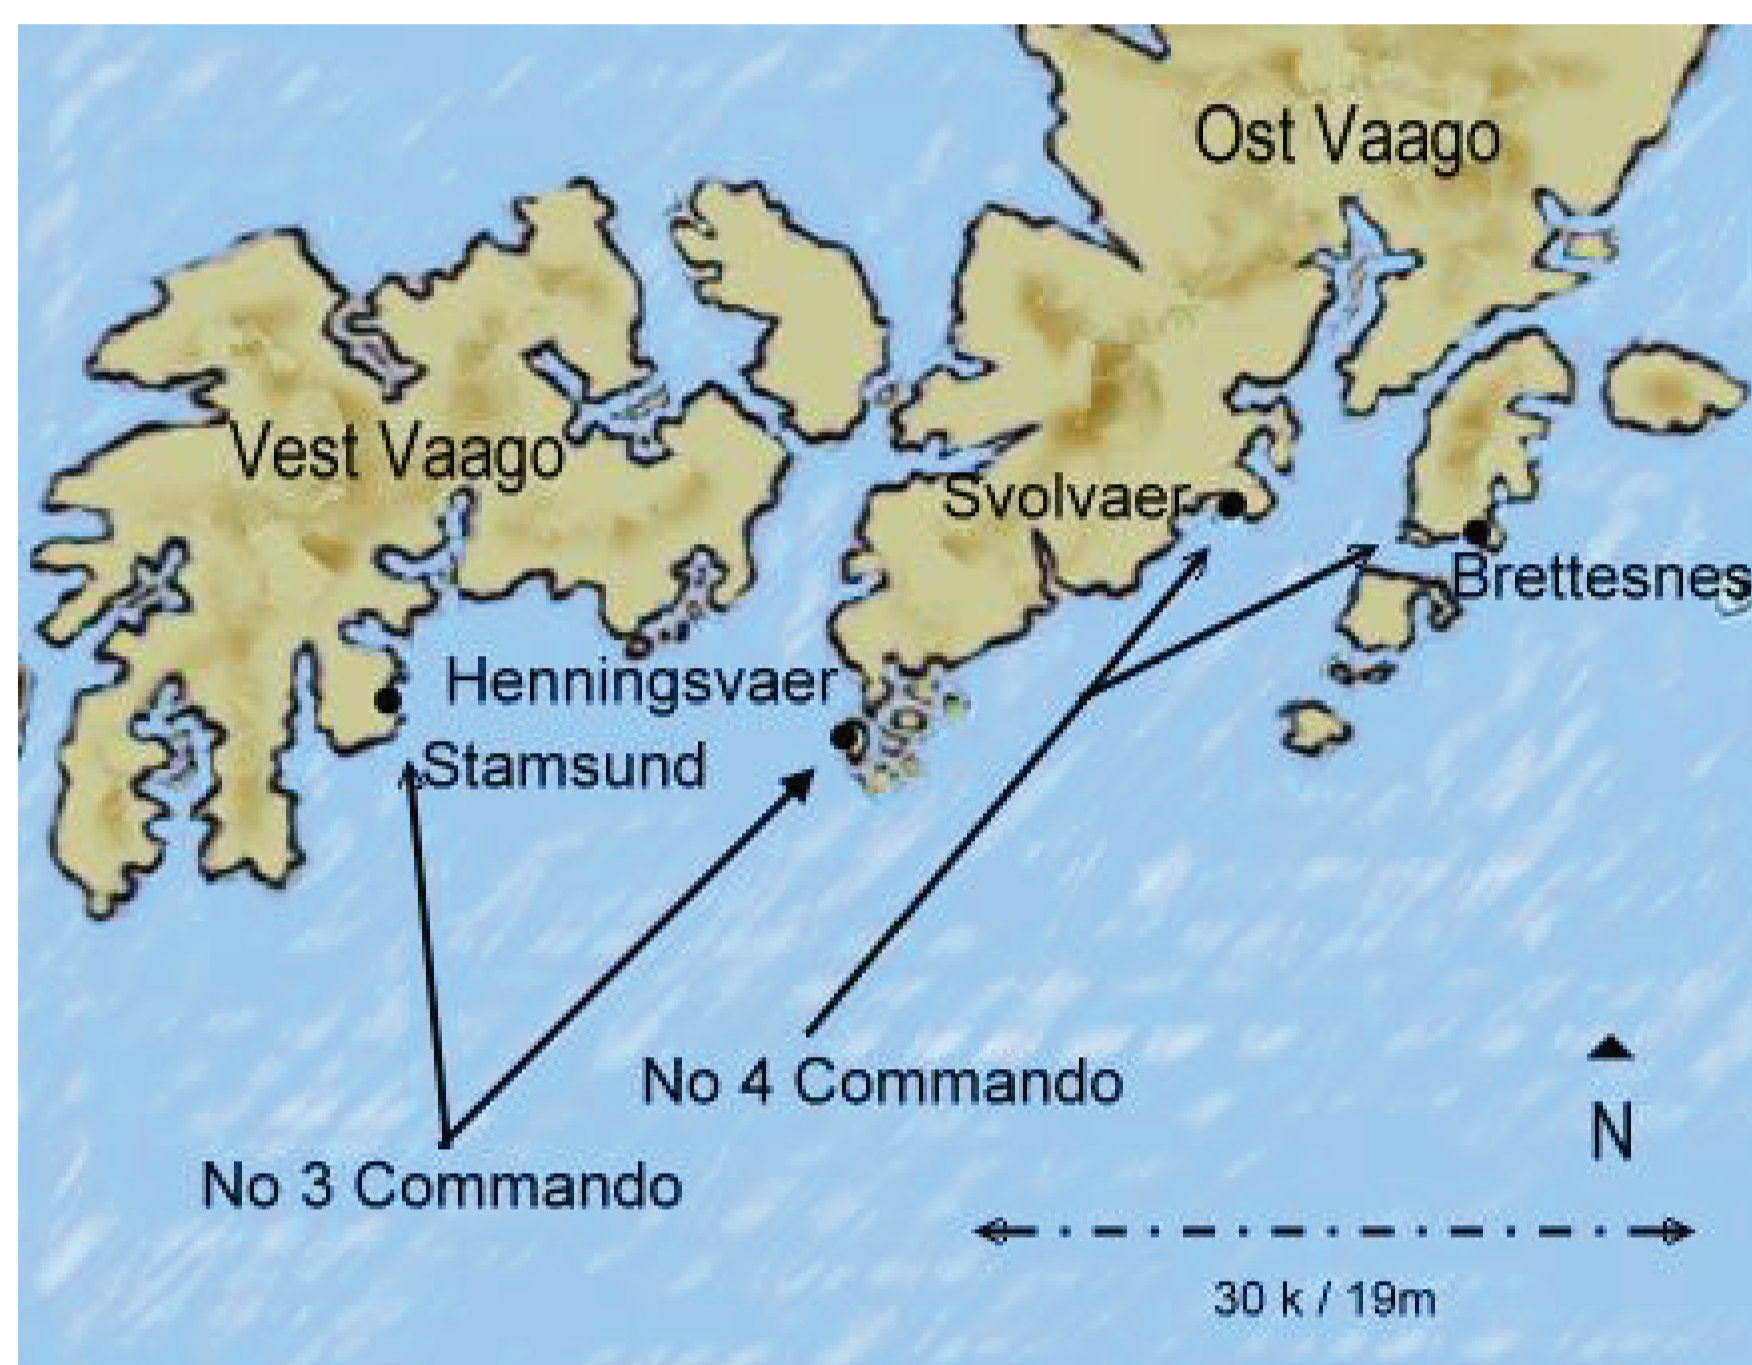 Ost Vaago
Vest Vaago
Svolvaer
Brettesnes
Henningsvaer
Stamsund
No 4 Commando
N
No 3 Commando
30 k / 19m